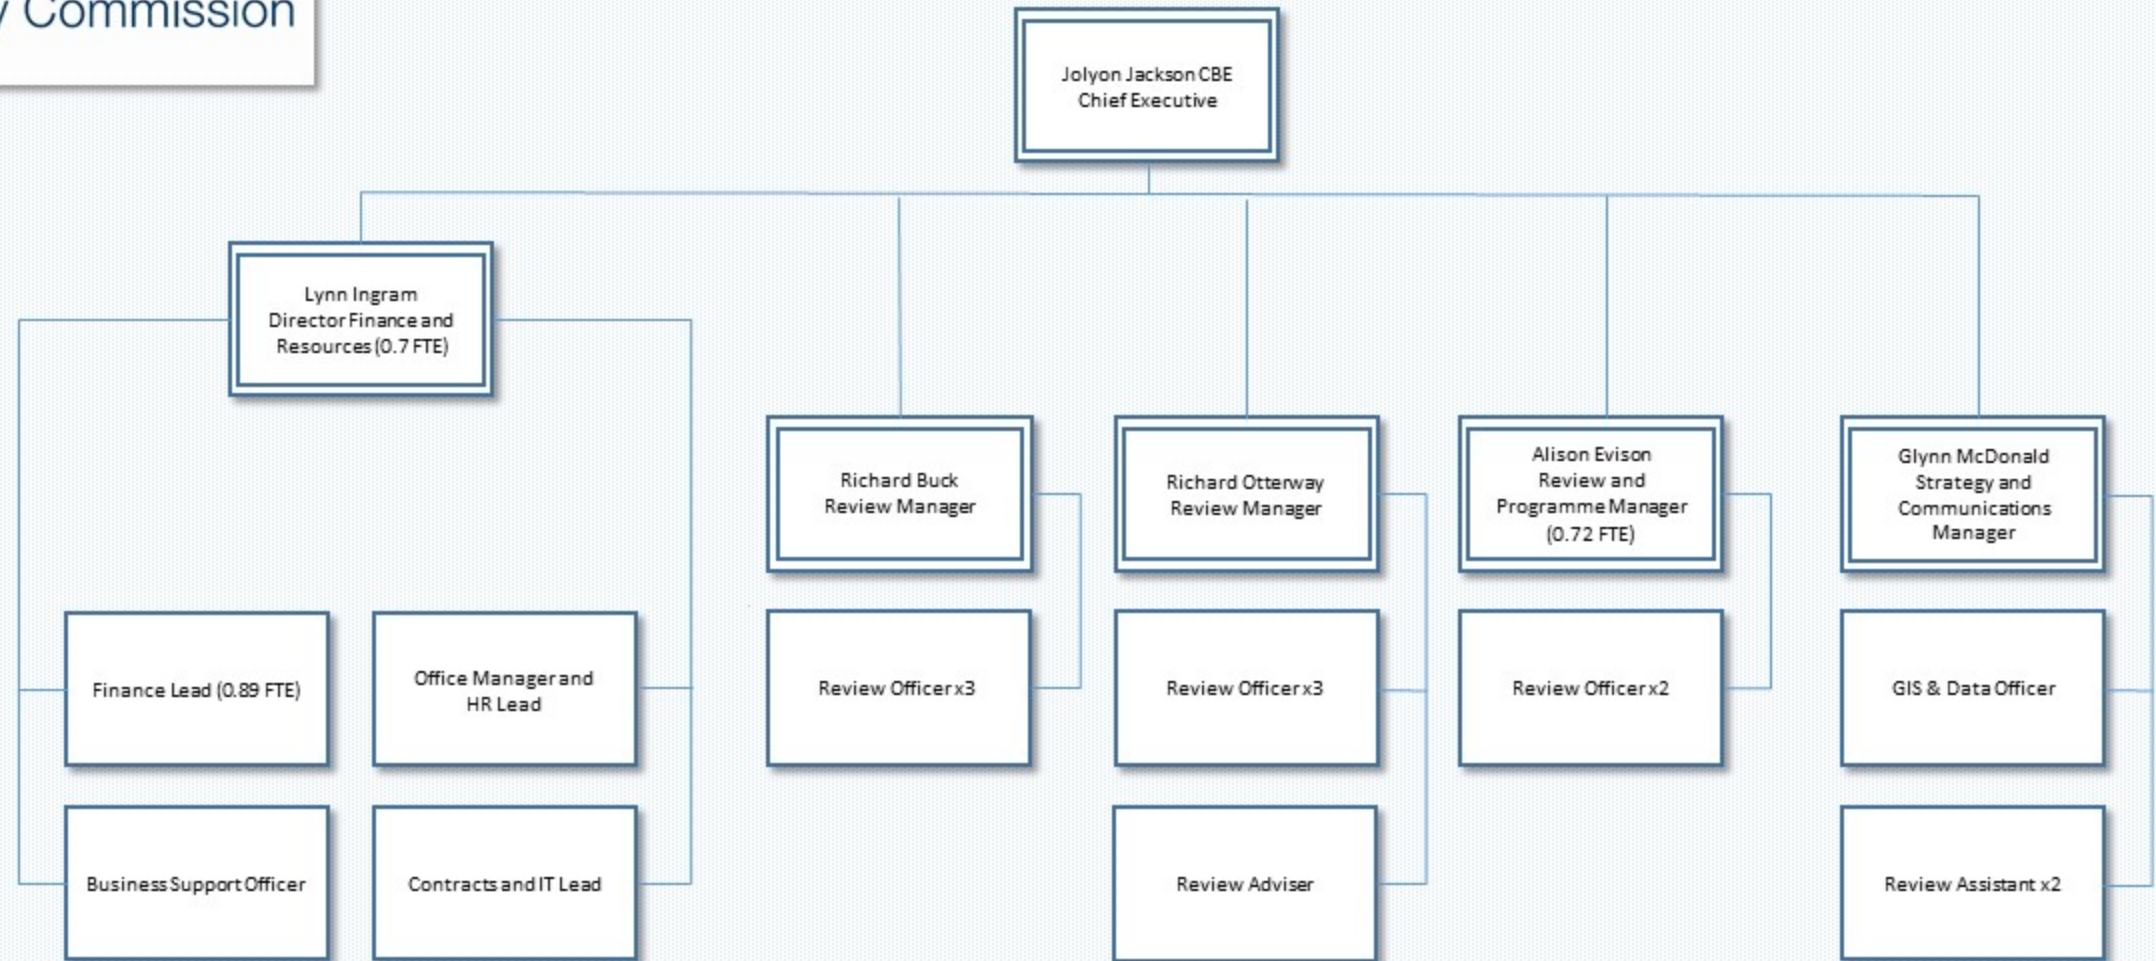 Commission
Jolyon Jackson CBE
Chief Executive
Lynn Ingram
Director Finance and
Resources (0.7 FTE)
Richard Buck
Review Manager
Richard Otterway
Review Manager
Alison Evison
Review and
Programme Manager
(0.72 FTE)
Glynn McDonald
Strategy and
Communications
Manager
Finance Lead (0.89 FTE)
Office Manager and
HR Lead
Review Officer x3
Review Officer x3
Review Officer x2
GIS & Data Officer
Business Support Officer
Contracts and IT Lead
Review Adviser
Review Assistant x2